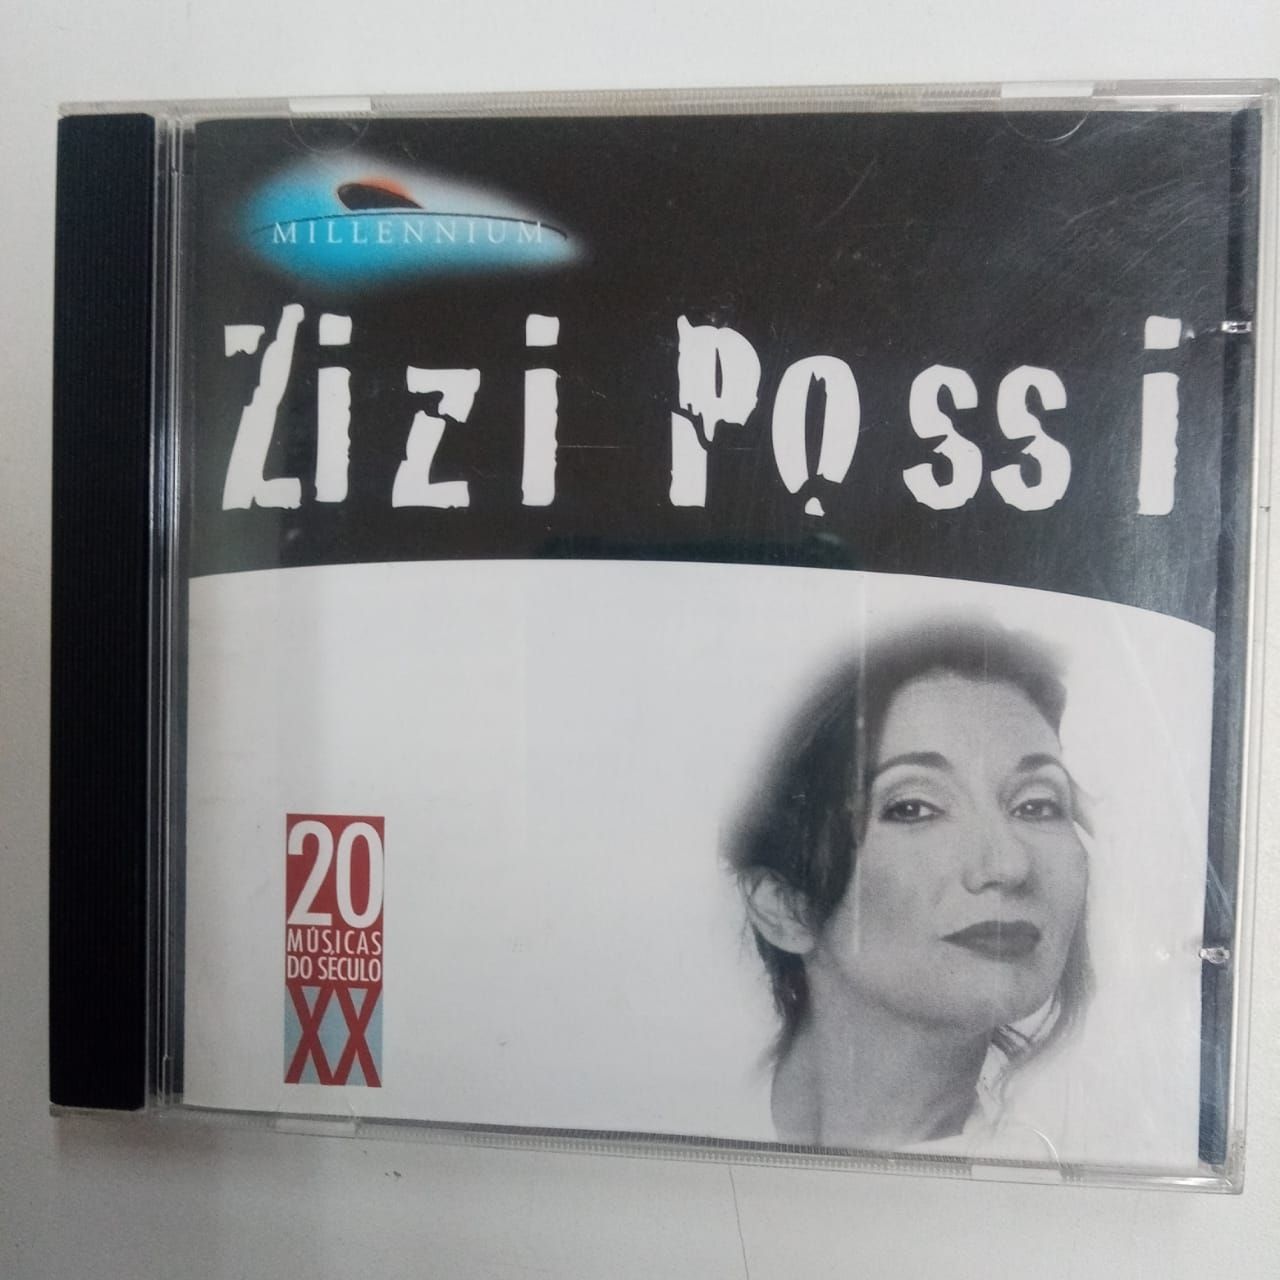 MILLENNIUM
ZIZI POSSI
20
MÚSICAS
DO SÉCULO
XX